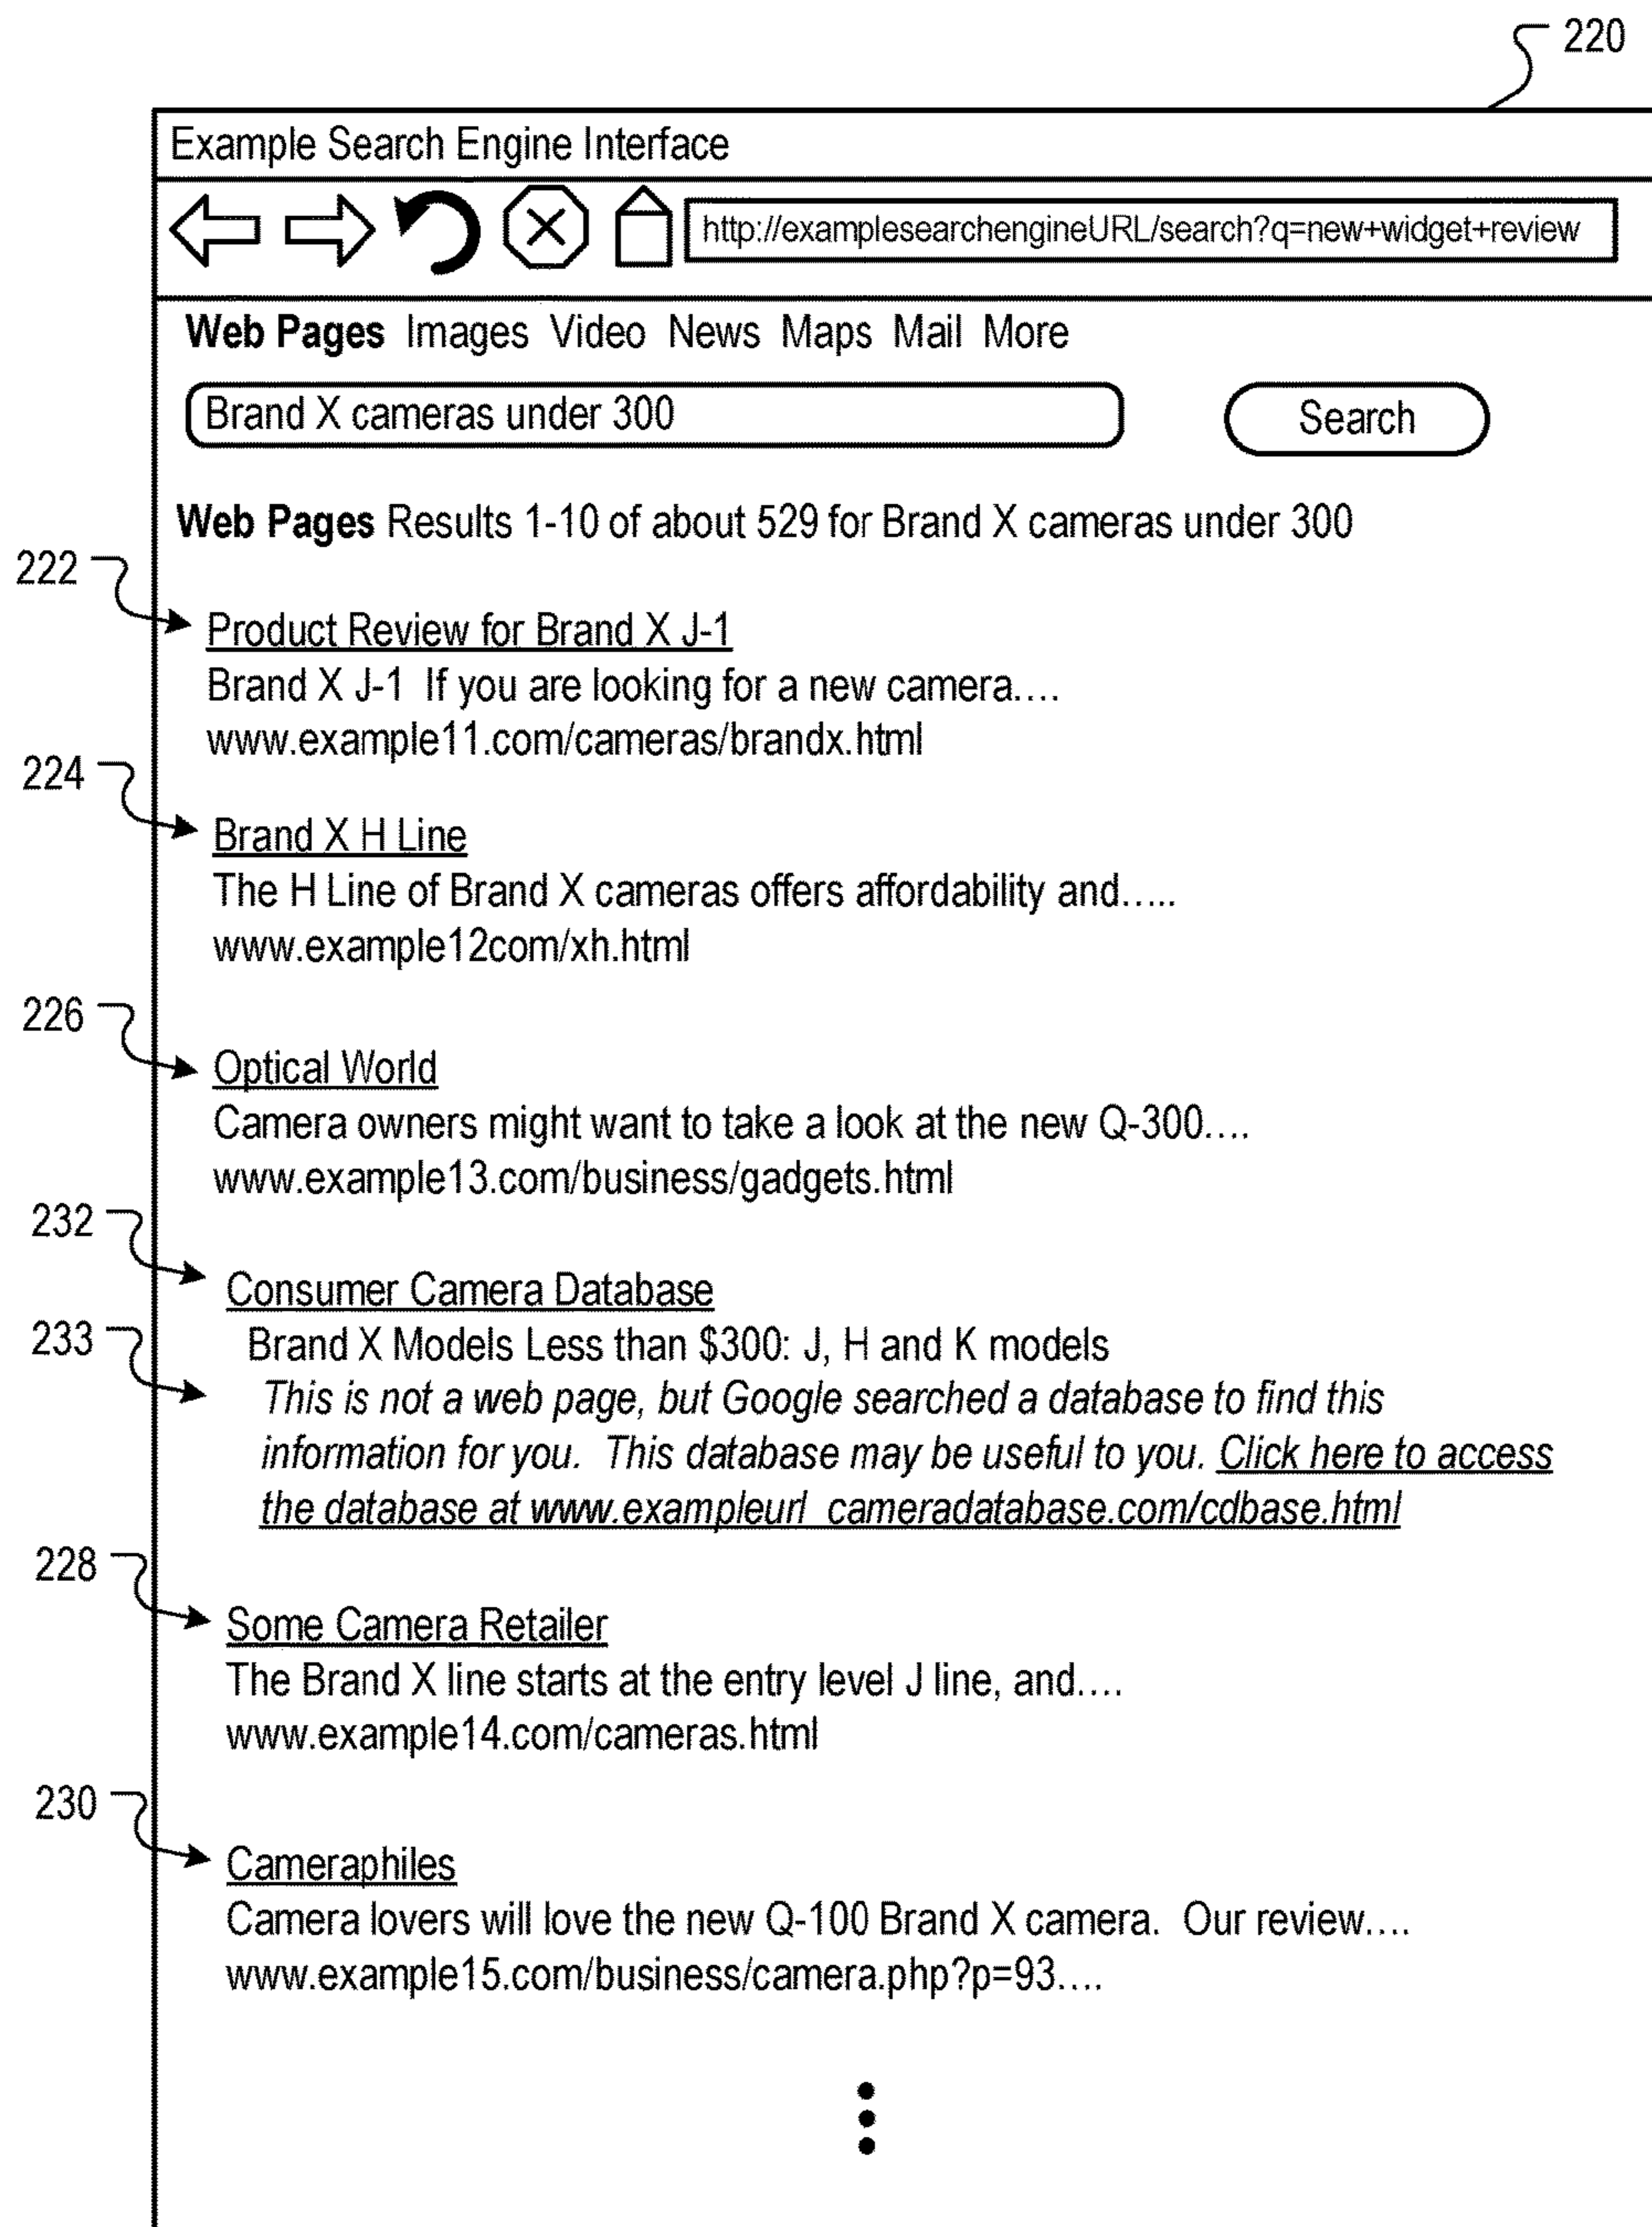 220
Example Search Engine Interface
http://examplesearchengineURL/search?q=new+widget+review
Web Pages Images Video News Maps Mail More
Brand X cameras under 300
Search
Web Pages Results 1-10 of about 529 for Brand X cameras under 300
222
Product Review for Brand X J-1
Brand X J-1 If you are looking for a new camera....
www.example11.com/cameras/brandx.html
224
Brand X H Line
The H Line of Brand X cameras offers affordability and.....
www.example12com/xh.html
226
Optical World
Camera owners might want to take a look at the new Q-300....
www.example13.com/business/gadgets.html
232
Consumer Camera Database
Brand X Models Less than $300: J, H and K models
233
This is not a web page, but Google searched a database to find this
information for you. This database may be useful to you. Click here to access
the database at www.exampleurl_cameradatabase.com/cdbase.html
228
Some Camera Retailer
The Brand X line starts at the entry level J line, and....
www.example14.com/cameras.html
230
Cameraphiles
Camera lovers will love the new Q-100 Brand X camera. Our review....
www.example15.com/business/camera.php?p=93....